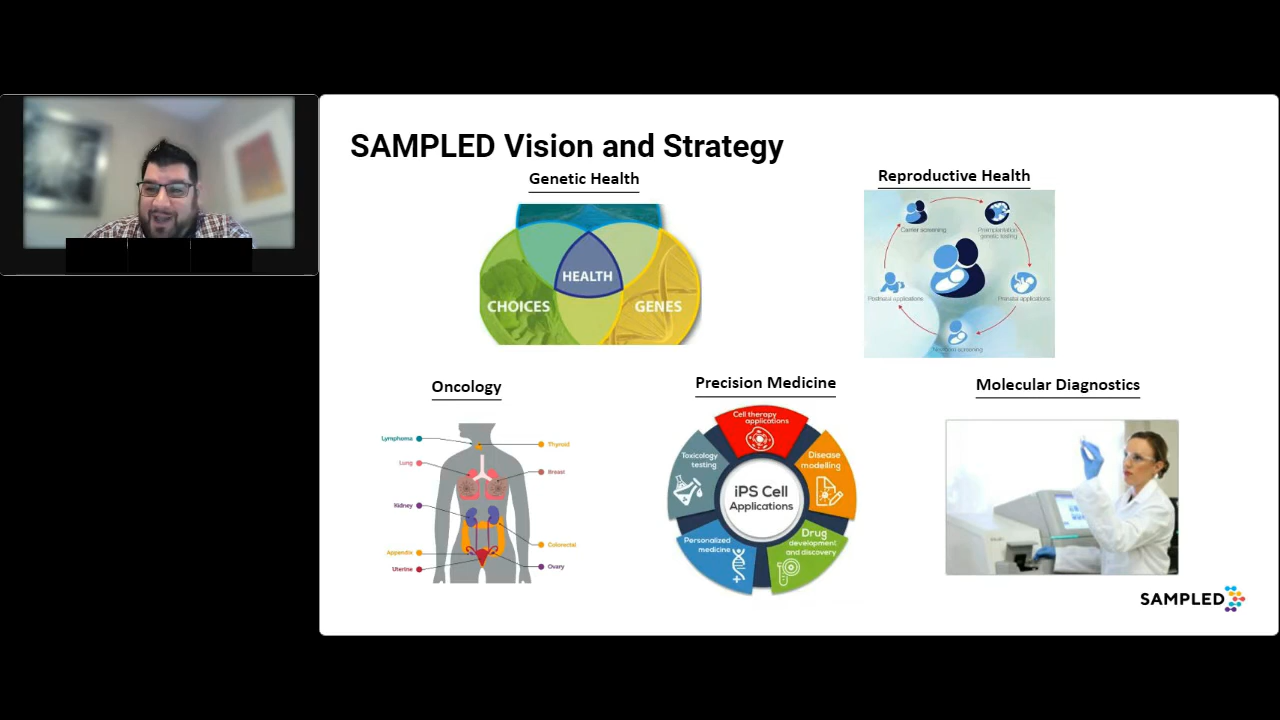 SAMPLED Vision and Strategy
Genetic Health
HEALTH
CHOICES
GENES
Reproductive Health
Carrier screening
Preimplantation
genetic testing
Postnatal applications
Prenatal applications
Newborn screening
Oncology
Lymphoma
Thyroid
Lung
Breast
Kidney
Colorectal
Appendix
Uterine
Ovary
Precision Medicine
Cell therapy
applications
Toxicology
testing
Disease
modelling
iPS Cell
Applications
Personalized
medicine
Drug
development
and discovery
Molecular Diagnostics
SAMPLED